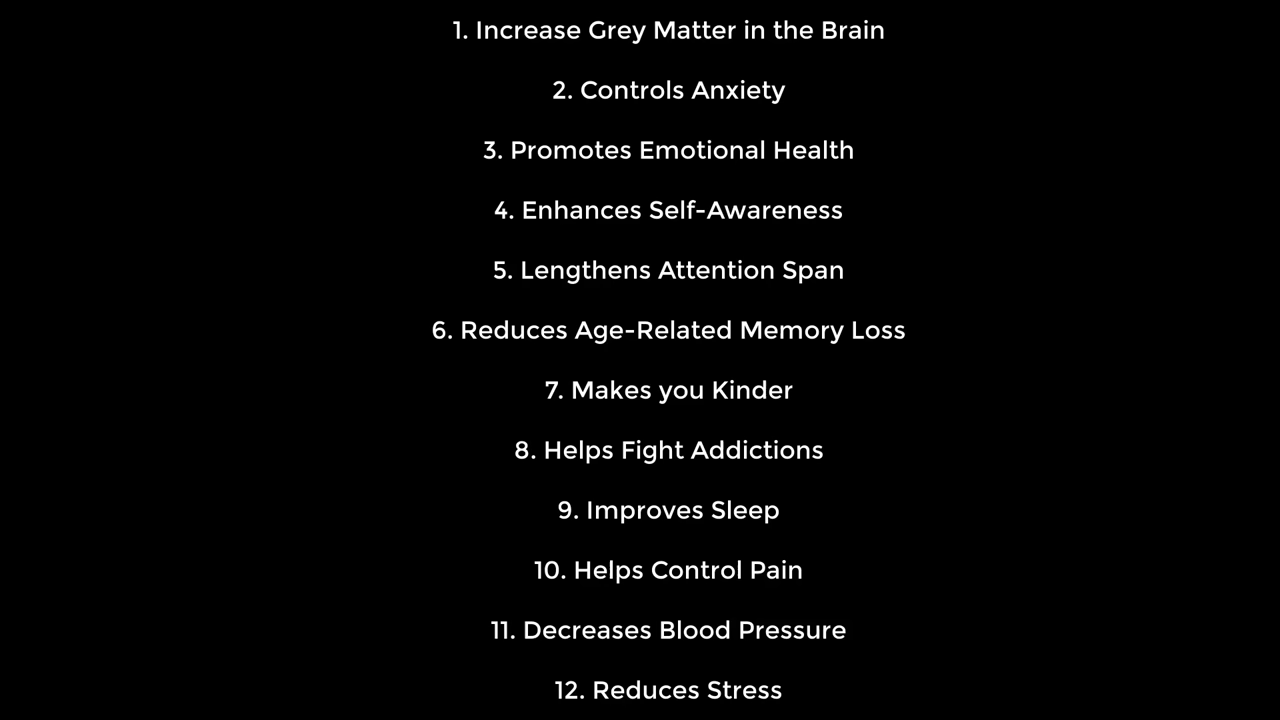 1. Increase Grey Matter in the Brain
2. Controls Anxiety
3. Promotes Emotional Health
4. Enhances Self-Awareness
5. Lengthens Attention Span
6. Reduces Age-Related Memory Loss
7. Makes you Kinder
8. Helps Fight Addictions
9. Improves Sleep
10. Helps Control Pain
11. Decreases Blood Pressure
12. Reduces Stress